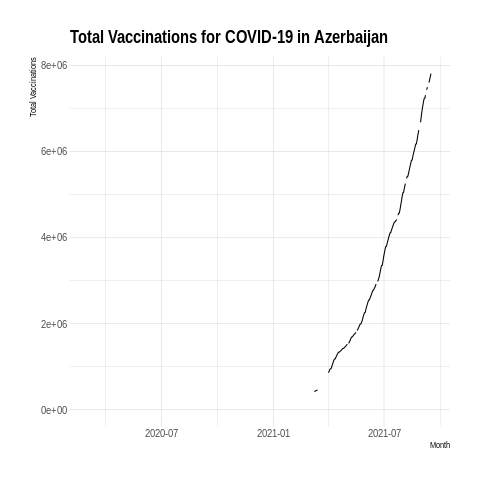 Total Vaccinations for COVID-19 in Azerbaijan
Total Vaccinations
8e+06
6e+06
4e+06
2e+06
0e+00
2020-07 2021-01 2021-07
Month